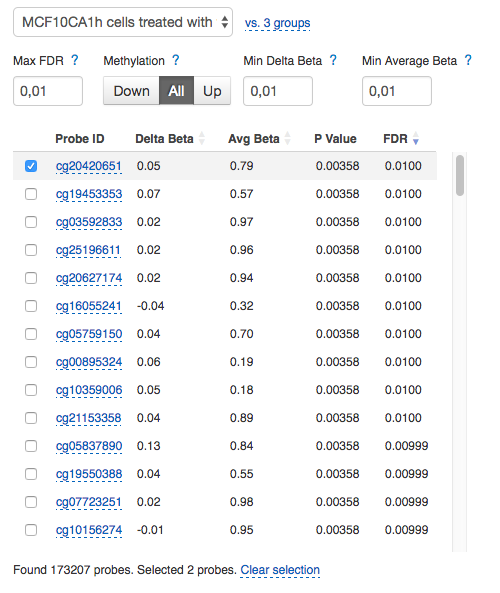 MCF10CA1h cells treated with vs. 3 groups
Max FDR ? Methylation ? Min Delta Beta ? Min Average Beta ?
0,01 Down All Up 0,01 0,01
Probe ID Delta Beta Avg Beta P Value FDR
cg20420651 0.05 0.79 0.00358 0.0100
cg19453353 0.07 0.57 0.00358 0.0100
cg03592833 0.02 0.97 0.00358 0.0100
cg25196611 0.02 0.96 0.00358 0.0100
cg20627174 0.02 0.94 0.00358 0.0100
cg16055241 -0.04 0.32 0.00358 0.0100
cg05759150 0.04 0.70 0.00358 0.0100
cg00895324 0.06 0.19 0.00358 0.0100
cg10359006 0.05 0.18 0.00358 0.0100
cg21153358 0.04 0.89 0.00358 0.0100
cg05837890 0.13 0.84 0.00358 0.00999
cg19550388 0.04 0.55 0.00358 0.00999
cg07723251 0.02 0.98 0.00358 0.00999
cg10156274 -0.01 0.95 0.00358 0.00999
Found 173207 probes. Selected 2 probes. Clear selection